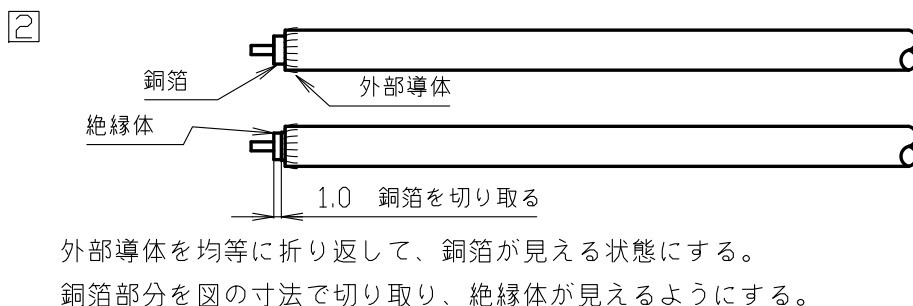 2
銅箔
外部導体
絶縁体
1.0 銅箔を切り取る
外部導体を均等に折り返して、銅箔が見える状態にする。
銅箔部分を図の寸法で切り取り、絶縁体が見えるようにする。